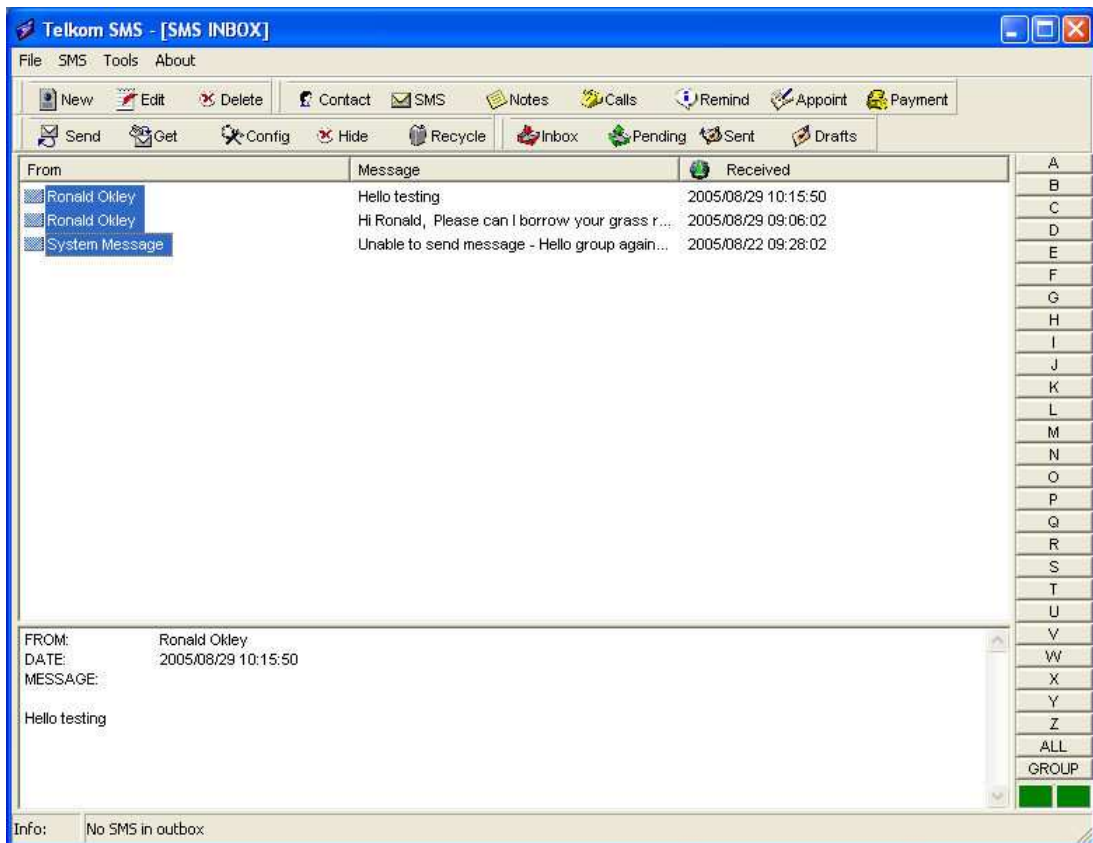 Telkom SMS - [SMS INBOX]
File SMS Tools About
New Edit Delete Contact SMS Notes Calls Remind Appoint Payment
Send Get Config Hide Recycle Inbox Pending Sent Drafts
From Message Received
Ronald Okley Hello testing 2005/08/29 10:15:50
Ronald Okley Hi Ronald, Please can I borrow your grass r... 2005/08/29 09:06:02
System Message Unable to send message - Hello group again... 2005/08/22 09:28:02
FROM: Ronald Okley
DATE: 2005/08/29 10:15:50
MESSAGE:
Hello testing
A
B
C
D
E
F
G
H
I
J
K
L
M
N
O
P
Q
R
S
T
U
V
W
X
Y
Z
ALL
GROUP
Info: No SMS in outbox